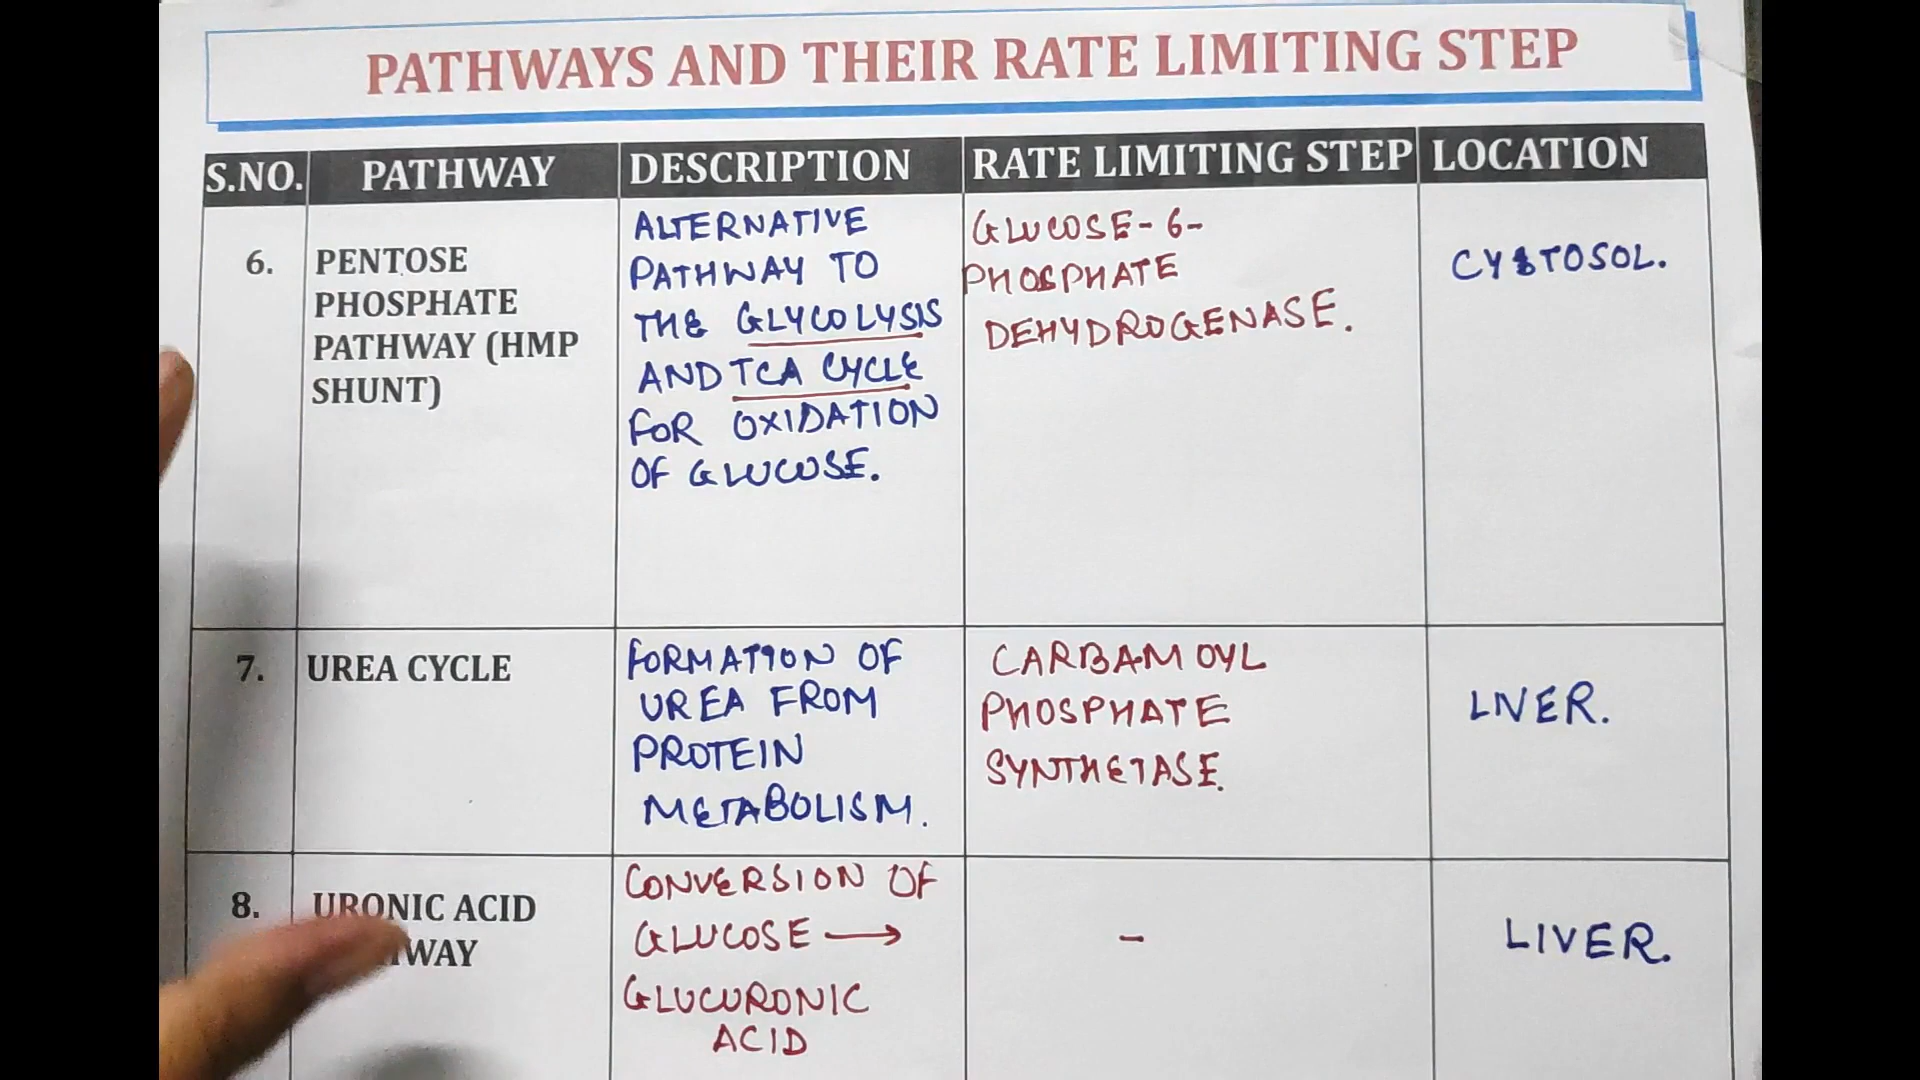 PATHWAYS AND THEIR RATE LIMITING STEP
S.NO. PATHWAY DESCRIPTION RATE LIMITING STEP LOCATION
6.
PENTOSE
PHOSPHATE
PATHWAY (HMP
SHUNT)
ALTERNATIVE
PATHWAY TO
THE GLYCOLYSIS
AND TCA CYCLE
FOR OXIDATION
OF GLUCOSE.
GLUCOSE-6-
PHOSPHATE
DEHYDROGENASE.
CYTOSOL.
7.
UREA CYCLE
FORMATION OF
UREA FROM
PROTEIN
METABOLISM.
CARBAMOYL
PHOSPHATE
SYNTHETASE.
LIVER.
8.
URONIC ACID
CONVERSION OF
GLUCOSE →
GLUCURONIC
ACID
-
LIVER.